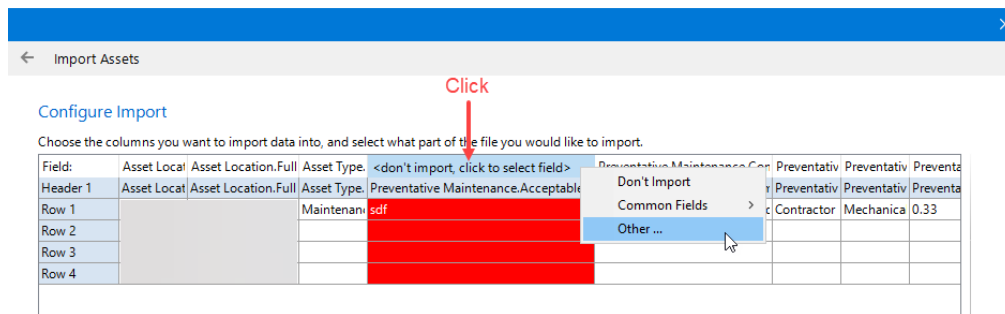 Import Assets
Click
Configure Import
Choose the columns you want to import data into, and select what part of the file you would like to import.
Field: Asset Locat Asset Location.Full Asset Type. <don't import, click to select field> Preventative Maintenance.Con Preventativ Preventativ Preventa
Header 1 Asset Locat Asset Location.Full Asset Type. Preventative Maintenance.Acceptable Preventativ Preventativ Preventa
Row 1 Maintenan sdf Contractor Mechanica 0.33
Row 2
Row 3
Row 4
Don't Import
Common Fields
Other ...